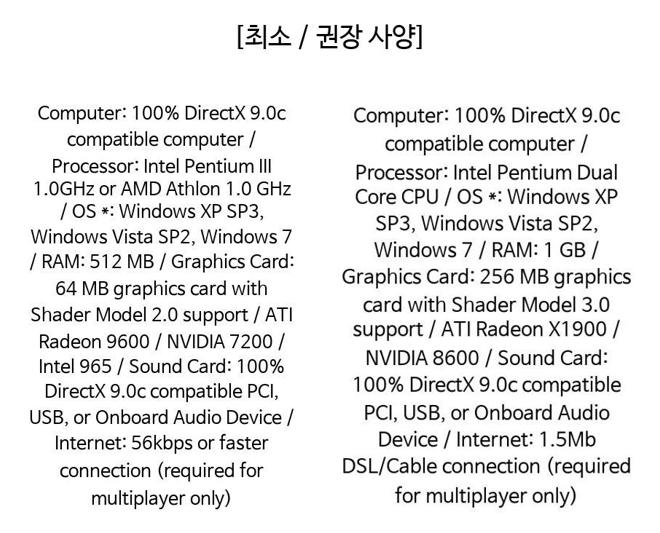 [최소 / 권장 사양]
Computer: 100% DirectX 9.0c
compatible computer /
Processor: Intel Pentium III
1.0GHz or AMD Athlon 1.0 GHz
/ OS *: Windows XP SP3,
Windows Vista SP2, Windows 7
/ RAM: 512 MB / Graphics Card:
64 MB graphics card with
Shader Model 2.0 support / ATI
Radeon 9600 / NVIDIA 7200 /
Intel 965 / Sound Card: 100%
DirectX 9.0c compatible PCI,
USB, or Onboard Audio Device /
Internet: 56kbps or faster
connection (required for
multiplayer only)
Computer: 100% DirectX 9.0c
compatible computer /
Processor: Intel Pentium Dual
Core CPU / OS *: Windows XP
SP3, Windows Vista SP2,
Windows 7 / RAM: 1 GB /
Graphics Card: 256 MB graphics
card with Shader Model 3.0
support / ATI Radeon X1900 /
NVIDIA 8600 / Sound Card:
100% DirectX 9.0c compatible
PCI, USB, or Onboard Audio
Device / Internet: 1.5Mb
DSL/Cable connection (required
for multiplayer only)